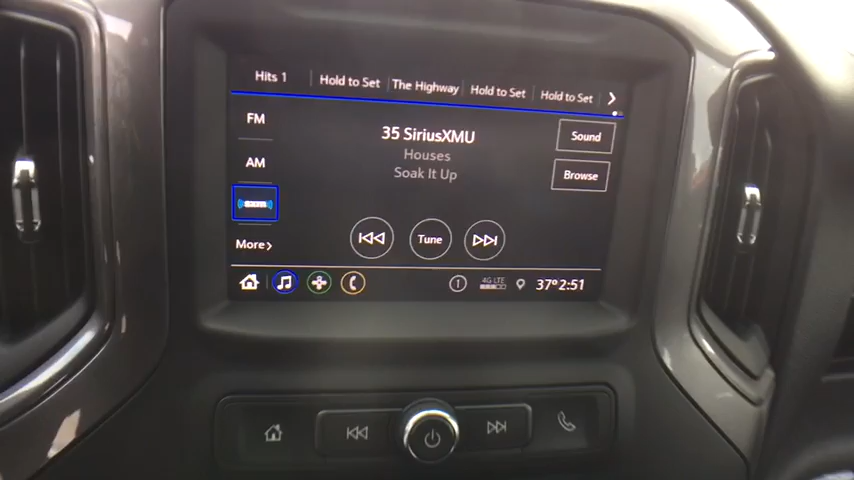 Hits 1 Hold to Set The Highway Hold to Set Hold to Set
FM
35 SiriusXMU
Sound
Houses
AM
Soak It Up
Browse
sxm
Tune
More
4G LTE
37° 2:51